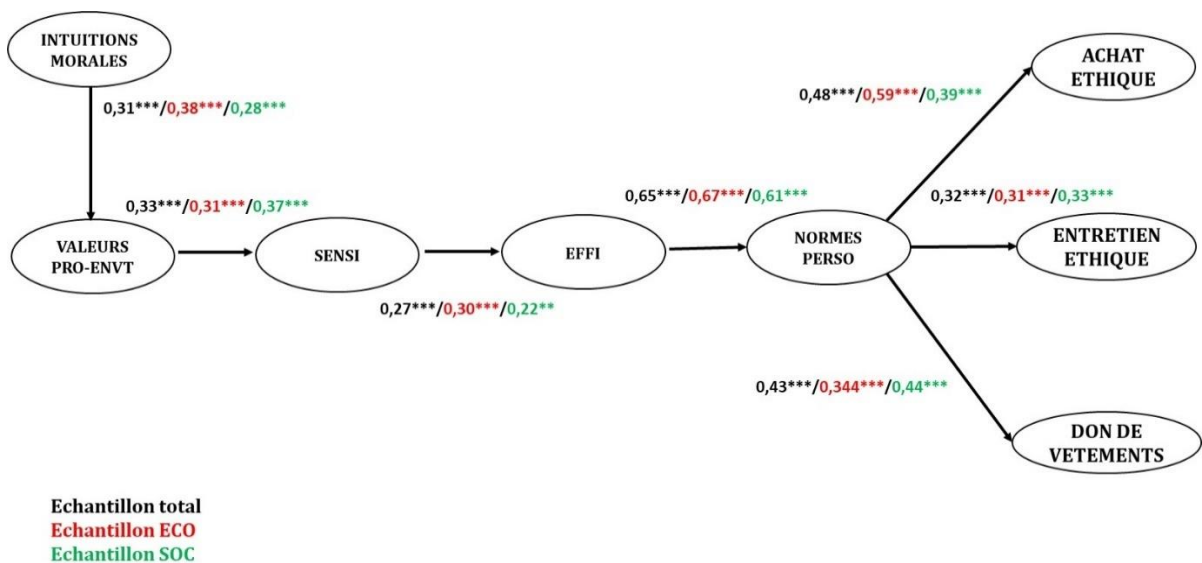 INTUITIONS
MORALES
0,31***/0,38***/0,28***
0,33***/0,31***/0,37***
VALEURS
PRO-ENVT
SENSI
0,27***/0,30***/0,22**
EFFI
0,65***/0,67***/0,61***
NORMES
PERSO
0,48***/0,59***/0,39***
ACHAT
ETHIQUE
0,32***/0,31***/0,33***
ENTRETIEN
ETHIQUE
0,43***/0,344***/0,44***
DON DE
VETEMENTS
Echantillon total
Echantillon ECO
Echantillon SOC